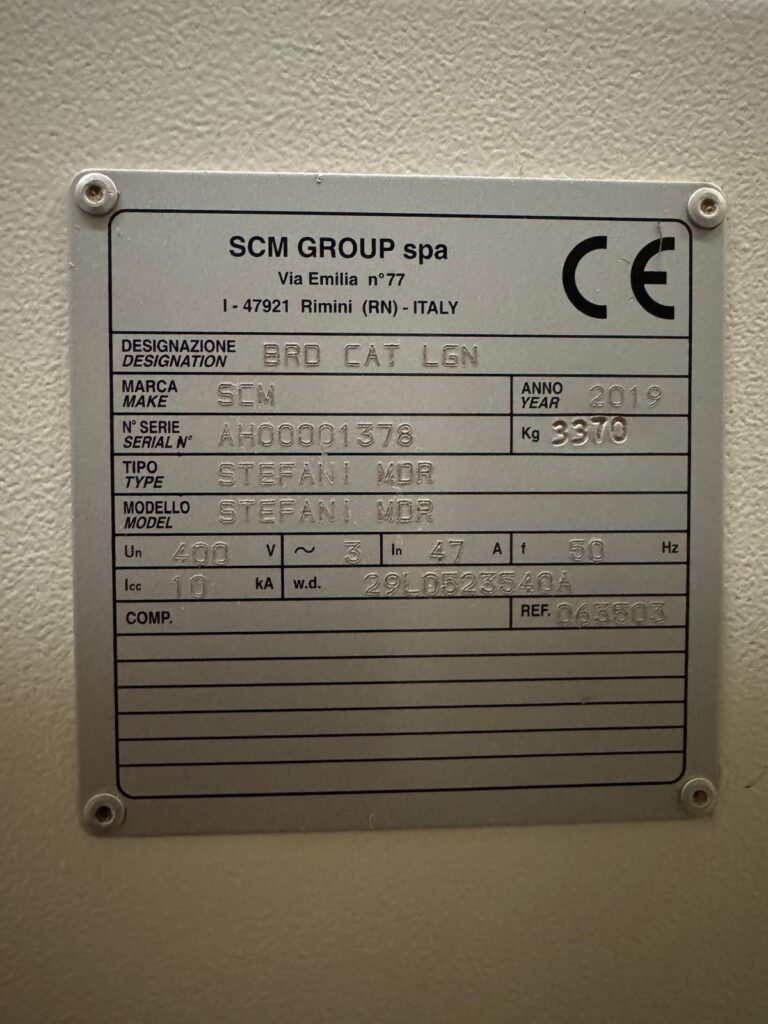 SCM GROUP spa
Via Emilia n°77
I - 47921 Rimini (RN) - ITALY
CE
DESIGNAZIONE
DESIGNATION BRD CAT LGN
MARCA
MAKE SCM
ANNO
YEAR 2019
N° SERIE
SERIAL N° AH00001378
Kg 3370
TIPO
TYPE STEFANI MDR
MODELLO
MODEL STEFANI MDR
Un 400 V ~ 3 In 47 A f 50 Hz
Icc 10 kA w.d. 29L0523540A
COMP. REF. 063503